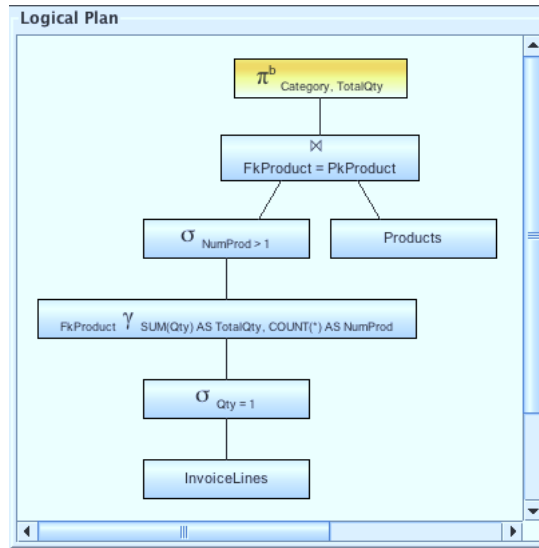 Logical Plan
πᵇ Category, TotalQty
⋈
FkProduct = PkProduct
σ NumProd > 1
Products
FkProduct γ SUM(Qty) AS TotalQty, COUNT(*) AS NumProd
σ Qty = 1
InvoiceLines